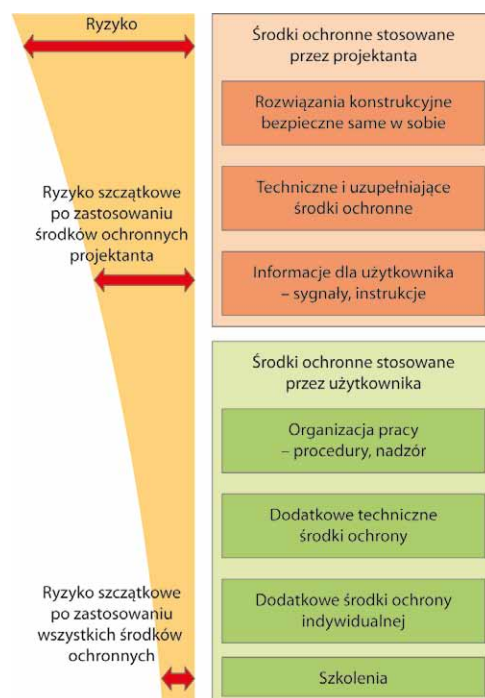 Ryzyko
Ryzyko szczątkowe
po zastosowaniu
środków ochronnych
projektanta
Ryzyko szczątkowe
po zastosowaniu
wszystkich środków
ochronnych
Środki ochronne stosowane
przez projektanta
Rozwiązania konstrukcyjne
bezpieczne same w sobie
Techniczne i uzupełniające
środki ochronne
Informacje dla użytkownika
– sygnały, instrukcje
Środki ochronne stosowane
przez użytkownika
Organizacja pracy
– procedury, nadzór
Dodatkowe techniczne
środki ochrony
Dodatkowe środki ochrony
indywidualnej
Szkolenia